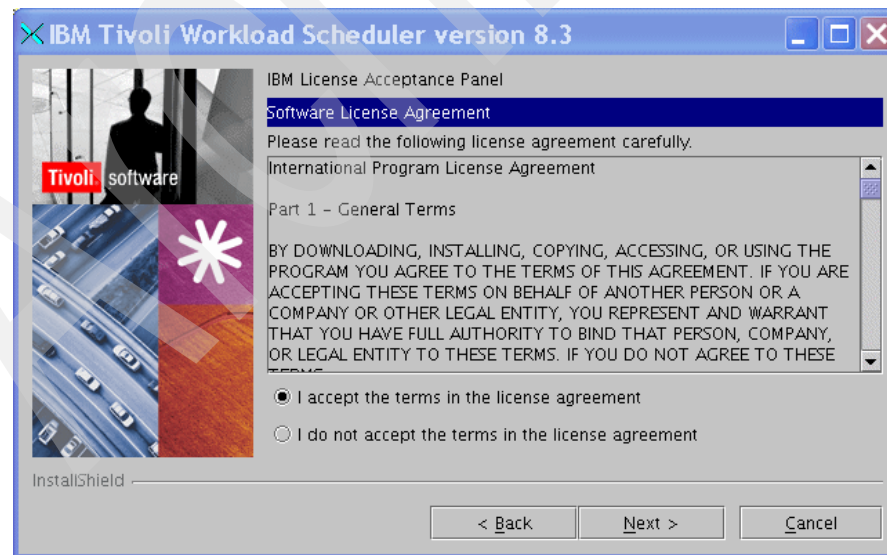 IBM Tivoli Workload Scheduler version 8.3
IBM License Acceptance Panel
Software License Agreement
Please read the following license agreement carefully.
International Program License Agreement
Part 1 – General Terms
BY DOWNLOADING, INSTALLING, COPYING, ACCESSING, OR USING THE
PROGRAM YOU AGREE TO THE TERMS OF THIS AGREEMENT. IF YOU ARE
ACCEPTING THESE TERMS ON BEHALF OF ANOTHER PERSON OR A
COMPANY OR OTHER LEGAL ENTITY, YOU REPRESENT AND WARRANT
THAT YOU HAVE FULL AUTHORITY TO BIND THAT PERSON, COMPANY,
OR LEGAL ENTITY TO THESE TERMS. IF YOU DO NOT AGREE TO THESE
Tivoli software
I accept the terms in the license agreement
I do not accept the terms in the license agreement
InstallShield
< Back Next > Cancel